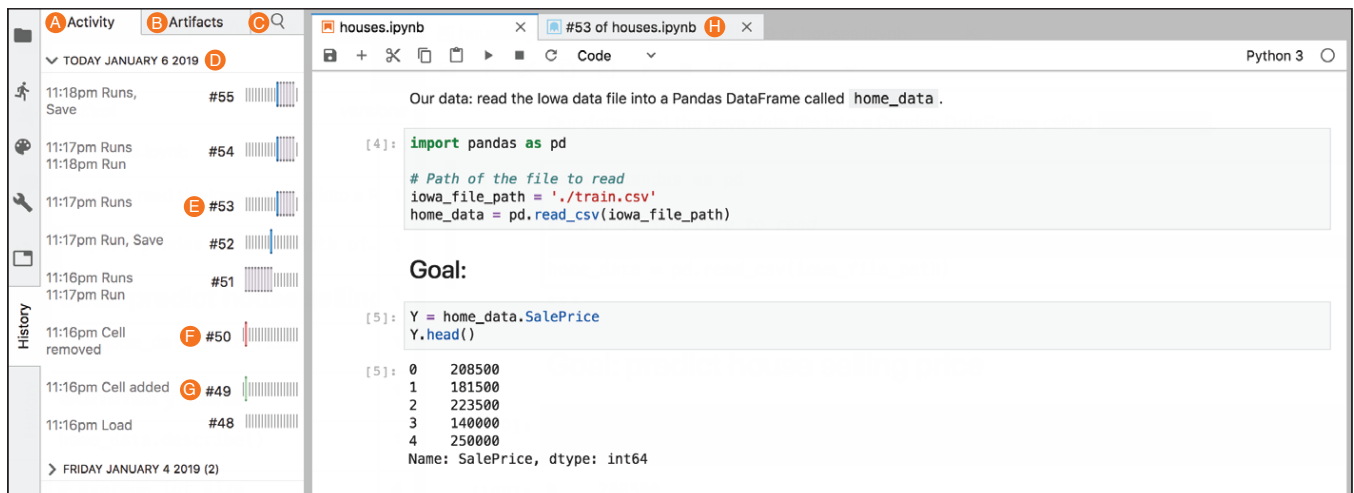 A Activity B Artifacts C
TODAY JANUARY 6 2019 D
11:18pm Runs,
Save
#55
11:17pm Runs
11:18pm Run
#54
11:17pm Runs E #53
11:17pm Run, Save #52
11:16pm Runs
11:17pm Run
#51
11:16pm Cell
removed
F #50
11:16pm Cell added G #49
11:16pm Load #48
FRIDAY JANUARY 4 2019 (2)
History
houses.ipynb × #53 of houses.ipynb H ×
Code Python 3
Our data: read the Iowa data file into a Pandas DataFrame called home_data .
[4]: import pandas as pd
# Path of the file to read
iowa_file_path = './train.csv'
home_data = pd.read_csv(iowa_file_path)
Goal:
[5]: Y = home_data.SalePrice
Y.head()
[5]: 0 208500
1 181500
2 223500
3 140000
4 250000
Name: SalePrice, dtype: int64